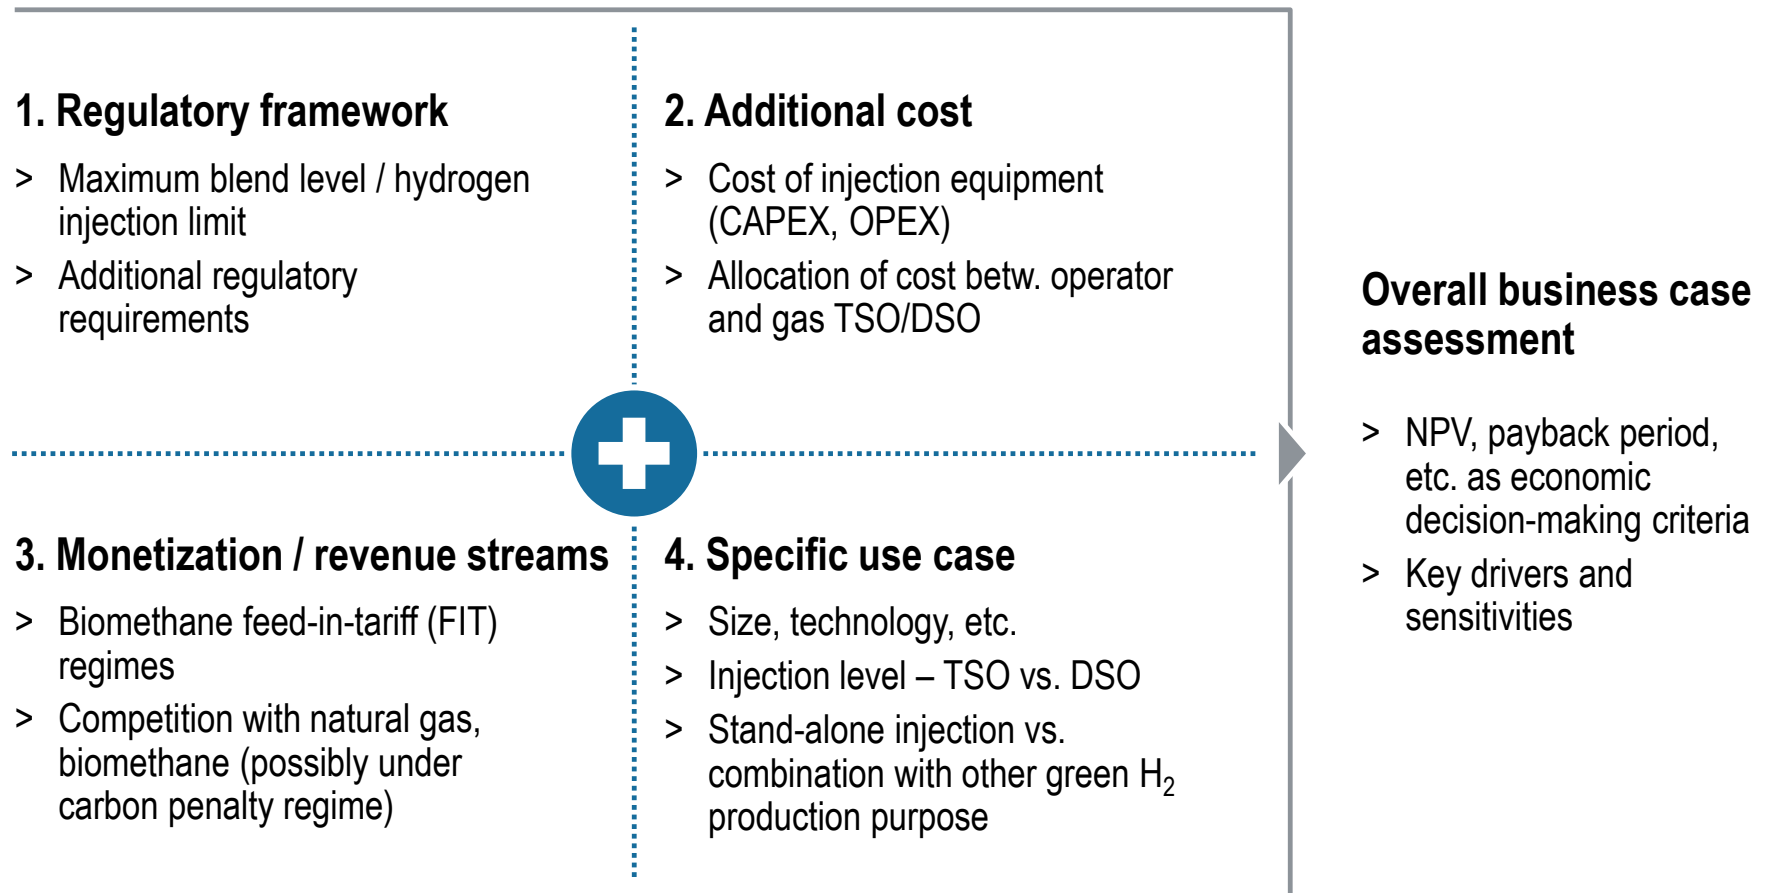 1. Regulatory framework
> Maximum blend level / hydrogen
injection limit
> Additional regulatory
requirements
2. Additional cost
> Cost of injection equipment
(CAPEX, OPEX)
> Allocation of cost betw. operator
and gas TSO/DSO
3. Monetization / revenue streams
> Biomethane feed-in-tariff (FIT)
regimes
> Competition with natural gas,
biomethane (possibly under
carbon penalty regime)
4. Specific use case
> Size, technology, etc.
> Injection level – TSO vs. DSO
> Stand-alone injection vs.
combination with other green H₂
production purpose
Overall business case
assessment
> NPV, payback period,
etc. as economic
decision-making criteria
> Key drivers and
sensitivities